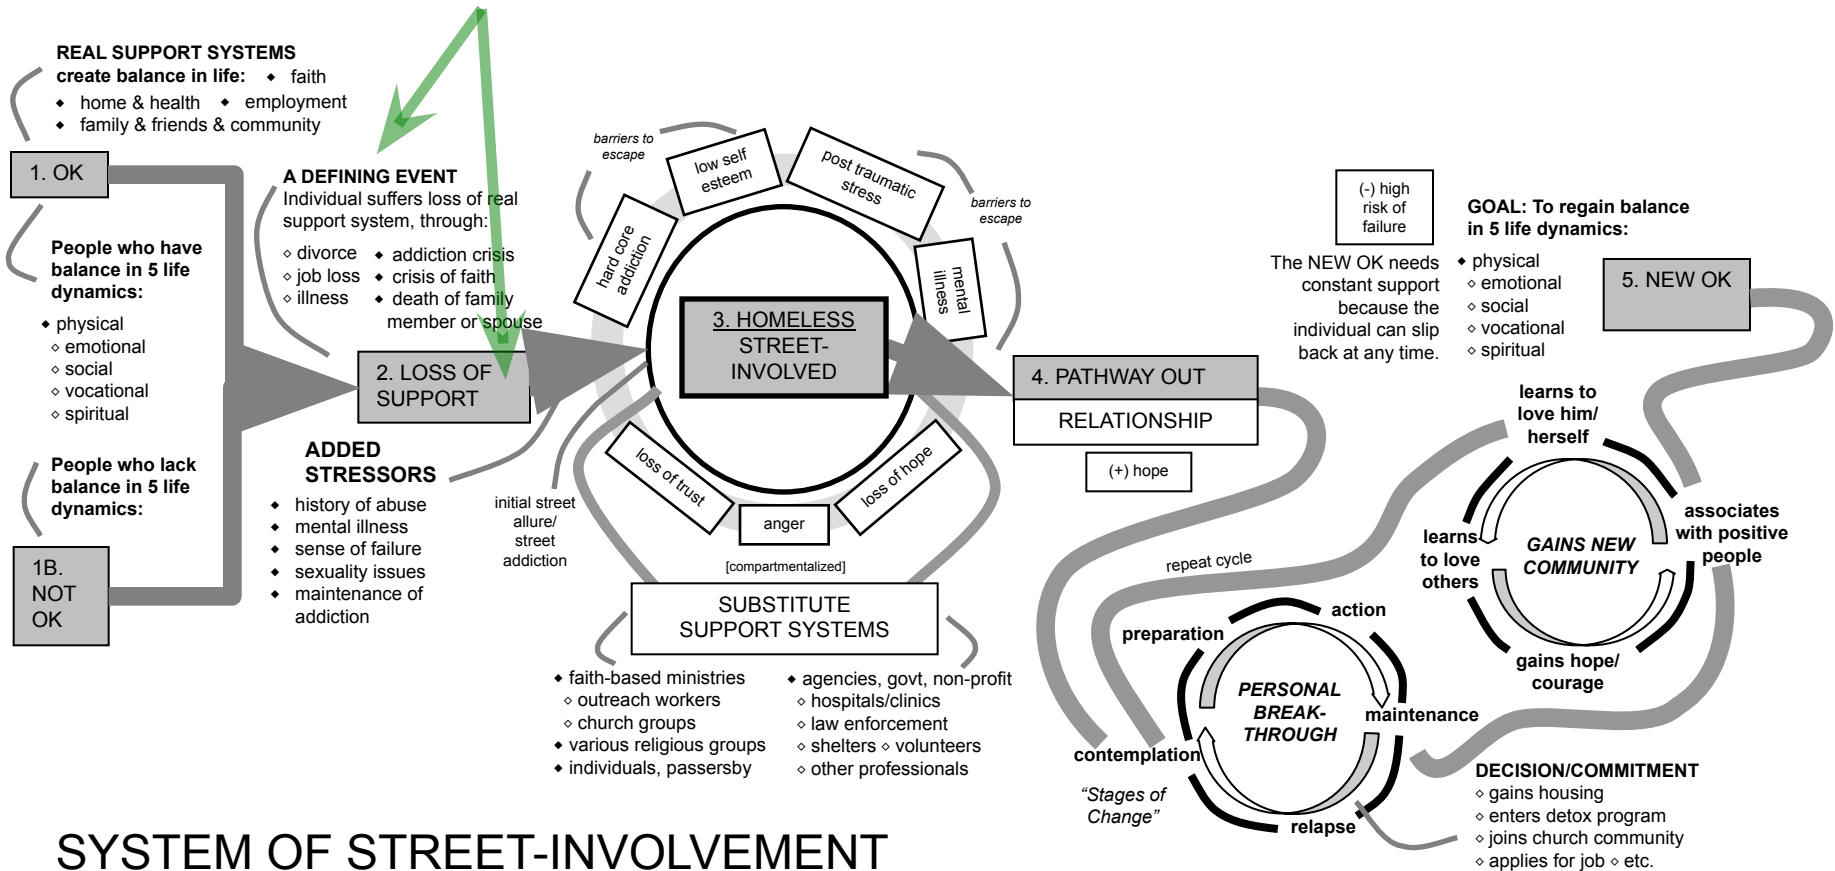 REAL SUPPORT SYSTEMS
create balance in life: ◆ faith
◆ home & health ◆ employment
◆ family & friends & community
1. OK
People who have
balance in 5 life
dynamics:
◆ physical
◇ emotional
◇ social
◇ vocational
◇ spiritual
People who lack
balance in 5 life
dynamics:
1B.
NOT
OK
A DEFINING EVENT
Individual suffers loss of real
support system, through:
◇ divorce
◇ job loss
◇ illness
◆ addiction crisis
◆ crisis of faith
◆ death of family
member or spouse
2. LOSS OF
SUPPORT
ADDED
STRESSORS
◆ history of abuse
◆ mental illness
◆ sense of failure
◆ sexuality issues
◆ maintenance of
addiction
initial street
allure/
street
addiction
barriers to
escape
hard core
addiction
low self
esteem
post traumatic
stress
mental
illness
barriers to
escape
3. HOMELESS
STREET-
INVOLVED
loss of trust
anger
loss of hope
[compartmentalized]
SUBSTITUTE
SUPPORT SYSTEMS
◆ faith-based ministries
◇ outreach workers
◇ church groups
◆ various religious groups
◆ individuals, passersby
◆ agencies, govt, non-profit
◇ hospitals/clinics
◇ law enforcement
◇ shelters ◇ volunteers
◇ other professionals
4. PATHWAY OUT
RELATIONSHIP
(+) hope
(-) high
risk of
failure
The NEW OK needs
constant support
because the
individual can slip
back at any time.
GOAL: To regain balance
in 5 life dynamics:
◆ physical
◇ emotional
◇ social
◇ vocational
◇ spiritual
5. NEW OK
learns to
love him/
herself
associates
with positive
people
learns
to love
others
GAINS NEW
COMMUNITY
gains hope/
courage
repeat cycle
action
preparation
PERSONAL
BREAK-
THROUGH
maintenance
contemplation
relapse
“Stages of
Change”
DECISION/COMMITMENT
◇ gains housing
◇ enters detox program
◇ joins church community
◇ applies for job ◇ etc.
SYSTEM OF STREET-INVOLVEMENT